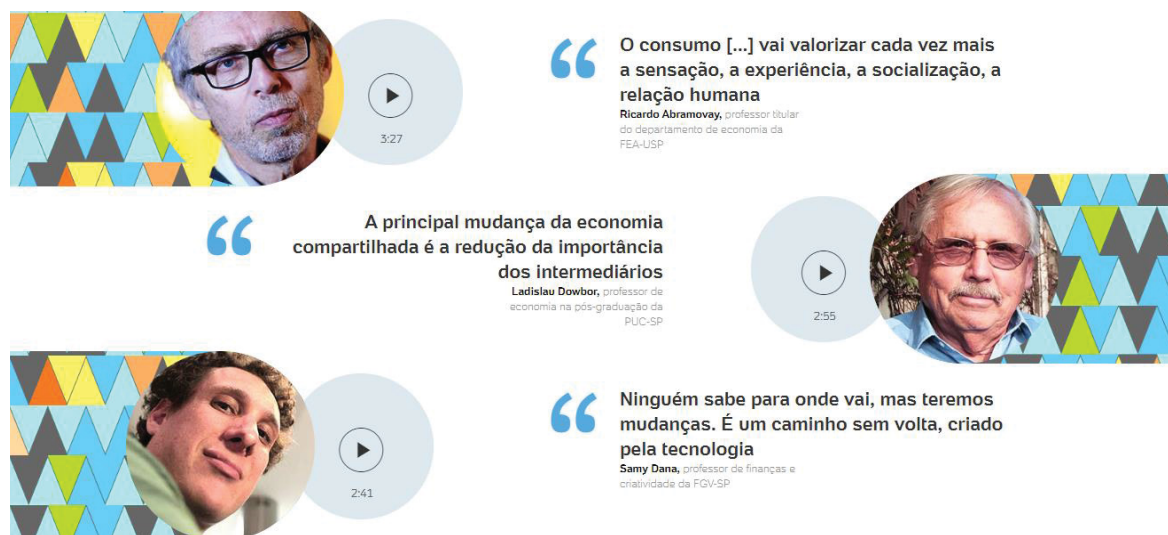 3:27
“
O consumo [...] vai valorizar cada vez mais
a sensação, a experiência, a socialização, a
relação humana
Ricardo Abramovay, professor titular
do departamento de economia da
FEA-USP
“
A principal mudança da economia
compartilhada é a redução da importância
dos intermediários
Ladislau Dowbor, professor de
economia na pós-graduação da
PUC-SP
2:55
2:41
“
Ninguém sabe para onde vai, mas teremos
mudanças. É um caminho sem volta, criado
pela tecnologia
Samy Dana, professor de finanças e
criatividade da FGV-SP